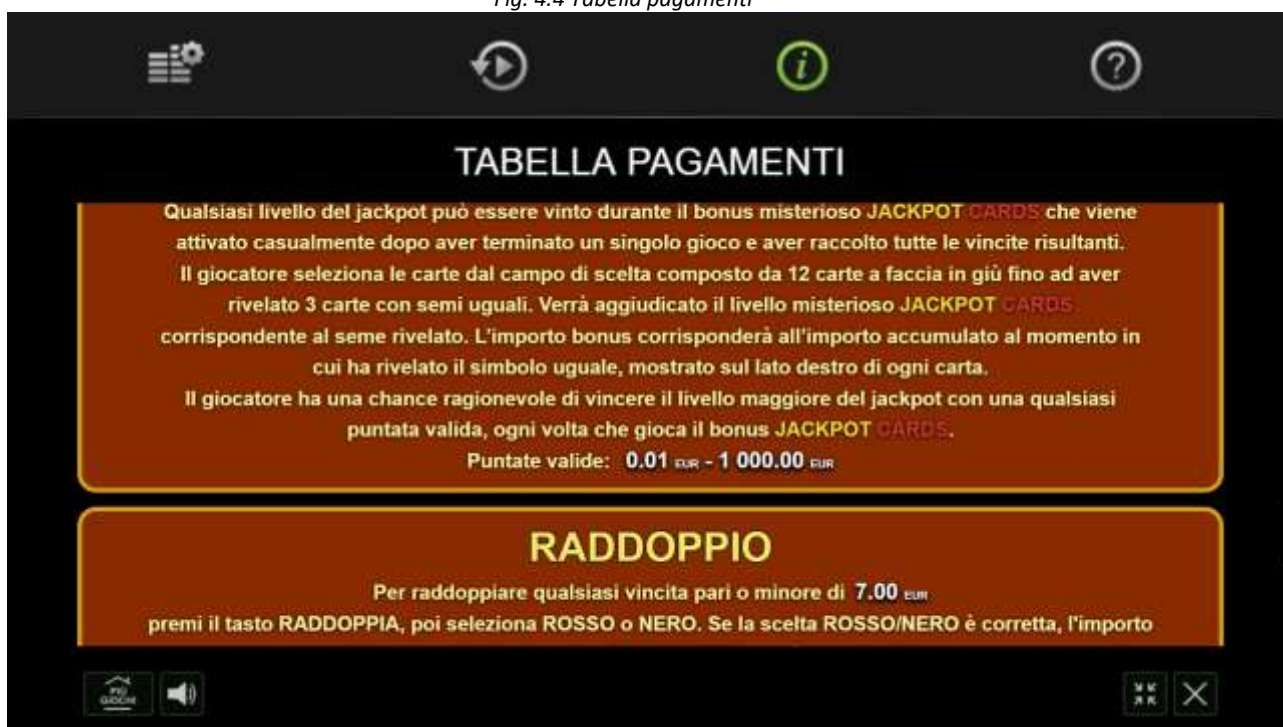 Fig. 4.4 Tabella pagamenti
TABELLA PAGAMENTI
Qualsiasi livello del jackpot può essere vinto durante il bonus misterioso JACKPOT CARDS che viene
attivato casualmente dopo aver terminato un singolo gioco e aver raccolto tutte le vincite risultanti.
Il giocatore seleziona le carte dal campo di scelta composto da 12 carte a faccia in giù fino ad aver
rivelato 3 carte con semi uguali. Verrà aggiudicato il livello misterioso JACKPOT CARDS
corrispondente al seme rivelato. L'importo bonus corrisponderà all'importo accumulato al momento in
cui ha rivelato il simbolo uguale, mostrato sul lato destro di ogni carta.
Il giocatore ha una chance ragionevole di vincere il livello maggiore del jackpot con una qualsiasi
puntata valida, ogni volta che gioca il bonus JACKPOT CARDS.
Puntate valide: 0.01 EUR - 1 000.00 EUR
RADDOPPIO
Per raddoppiare qualsiasi vincita pari o minore di 7.00 EUR
premi il tasto RADDOPPIA, poi seleziona ROSSO o NERO. Se la scelta ROSSO/NERO è corretta, l'importo
PIÙ
GIOCHI